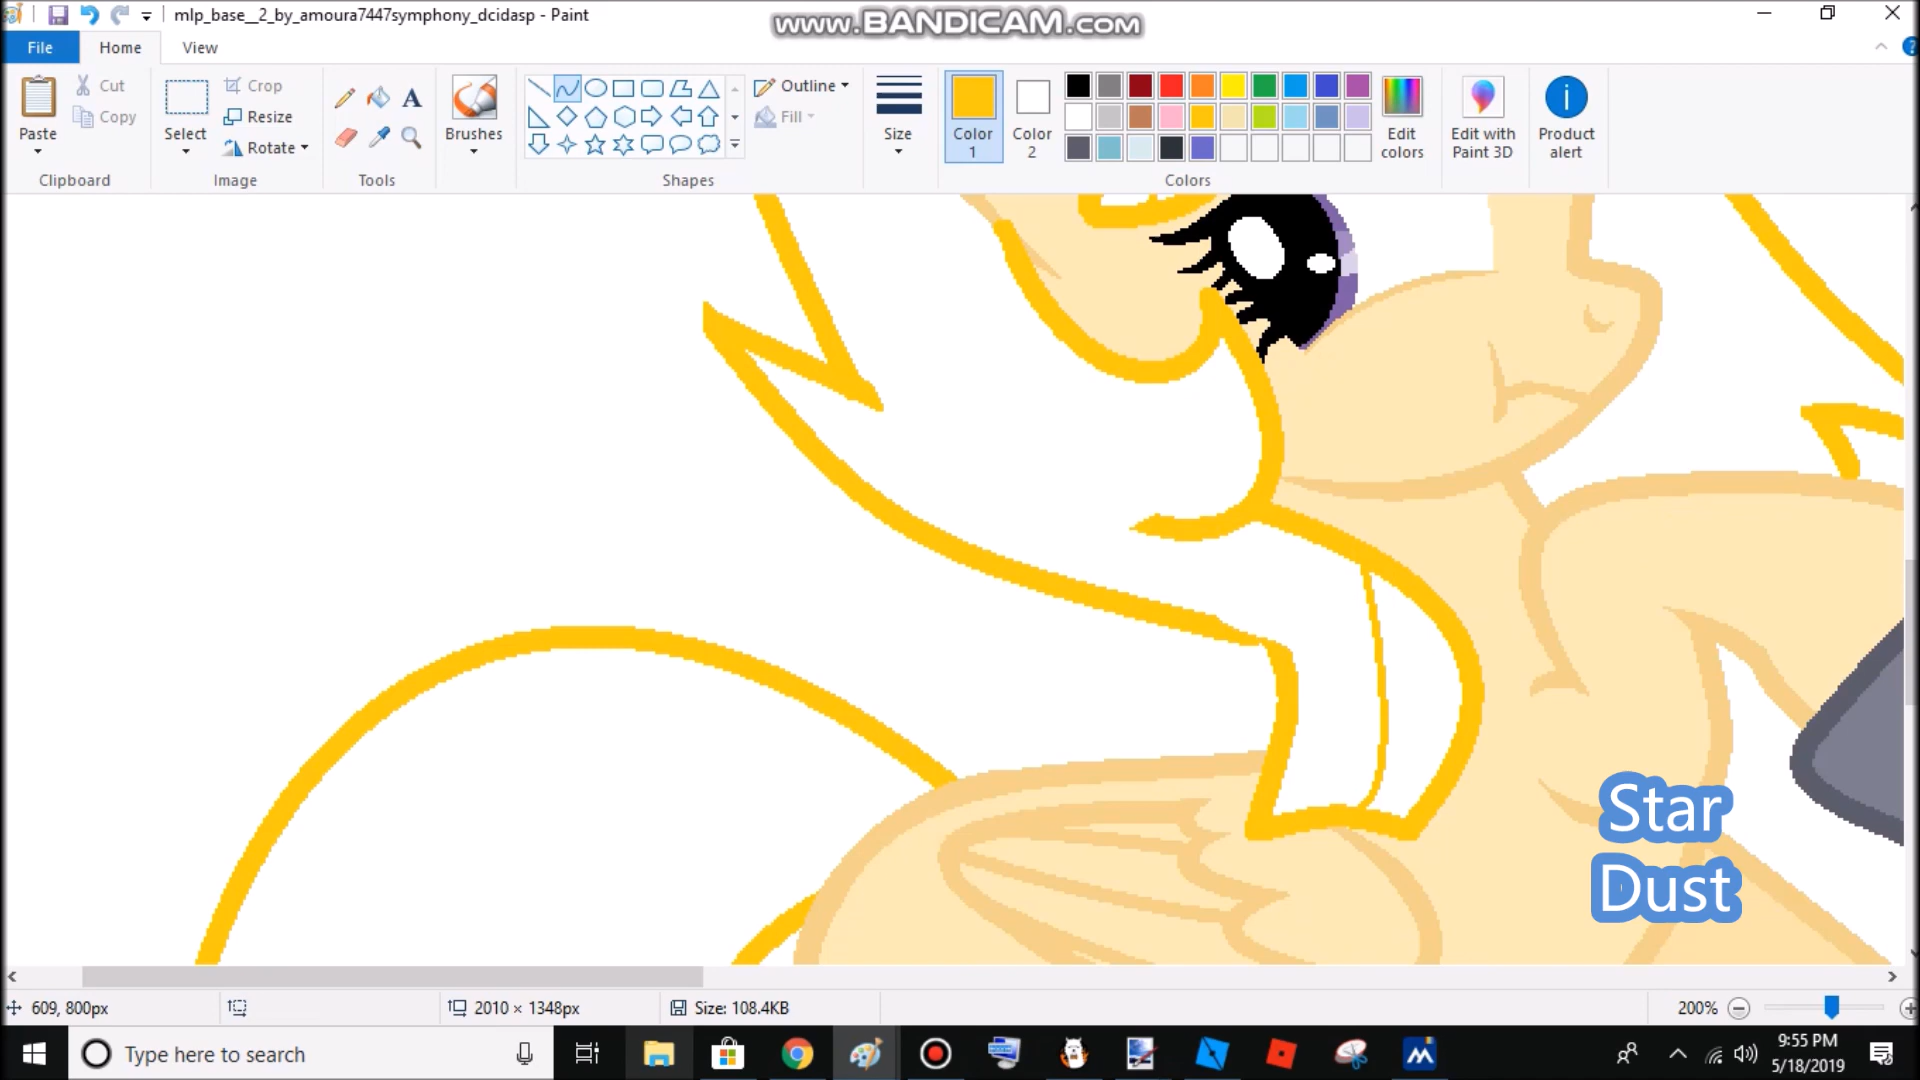 mlp_base__2_by_amoura7447symphony_dcidasp - Paint
www.BANDICAM.com
File
Home
View
Paste
Cut
Copy
Clipboard
Select
Crop
Resize
Rotate
Image
A
Tools
Brushes
Outline
Fill
Shapes
Size
Color
1
Color
2
Edit
colors
Colors
Edit with
Paint 3D
Product
alert
Star
Dust
609, 800px
2010 × 1348px
Size: 108.4KB
200%
Type here to search
9:55 PM
5/18/2019